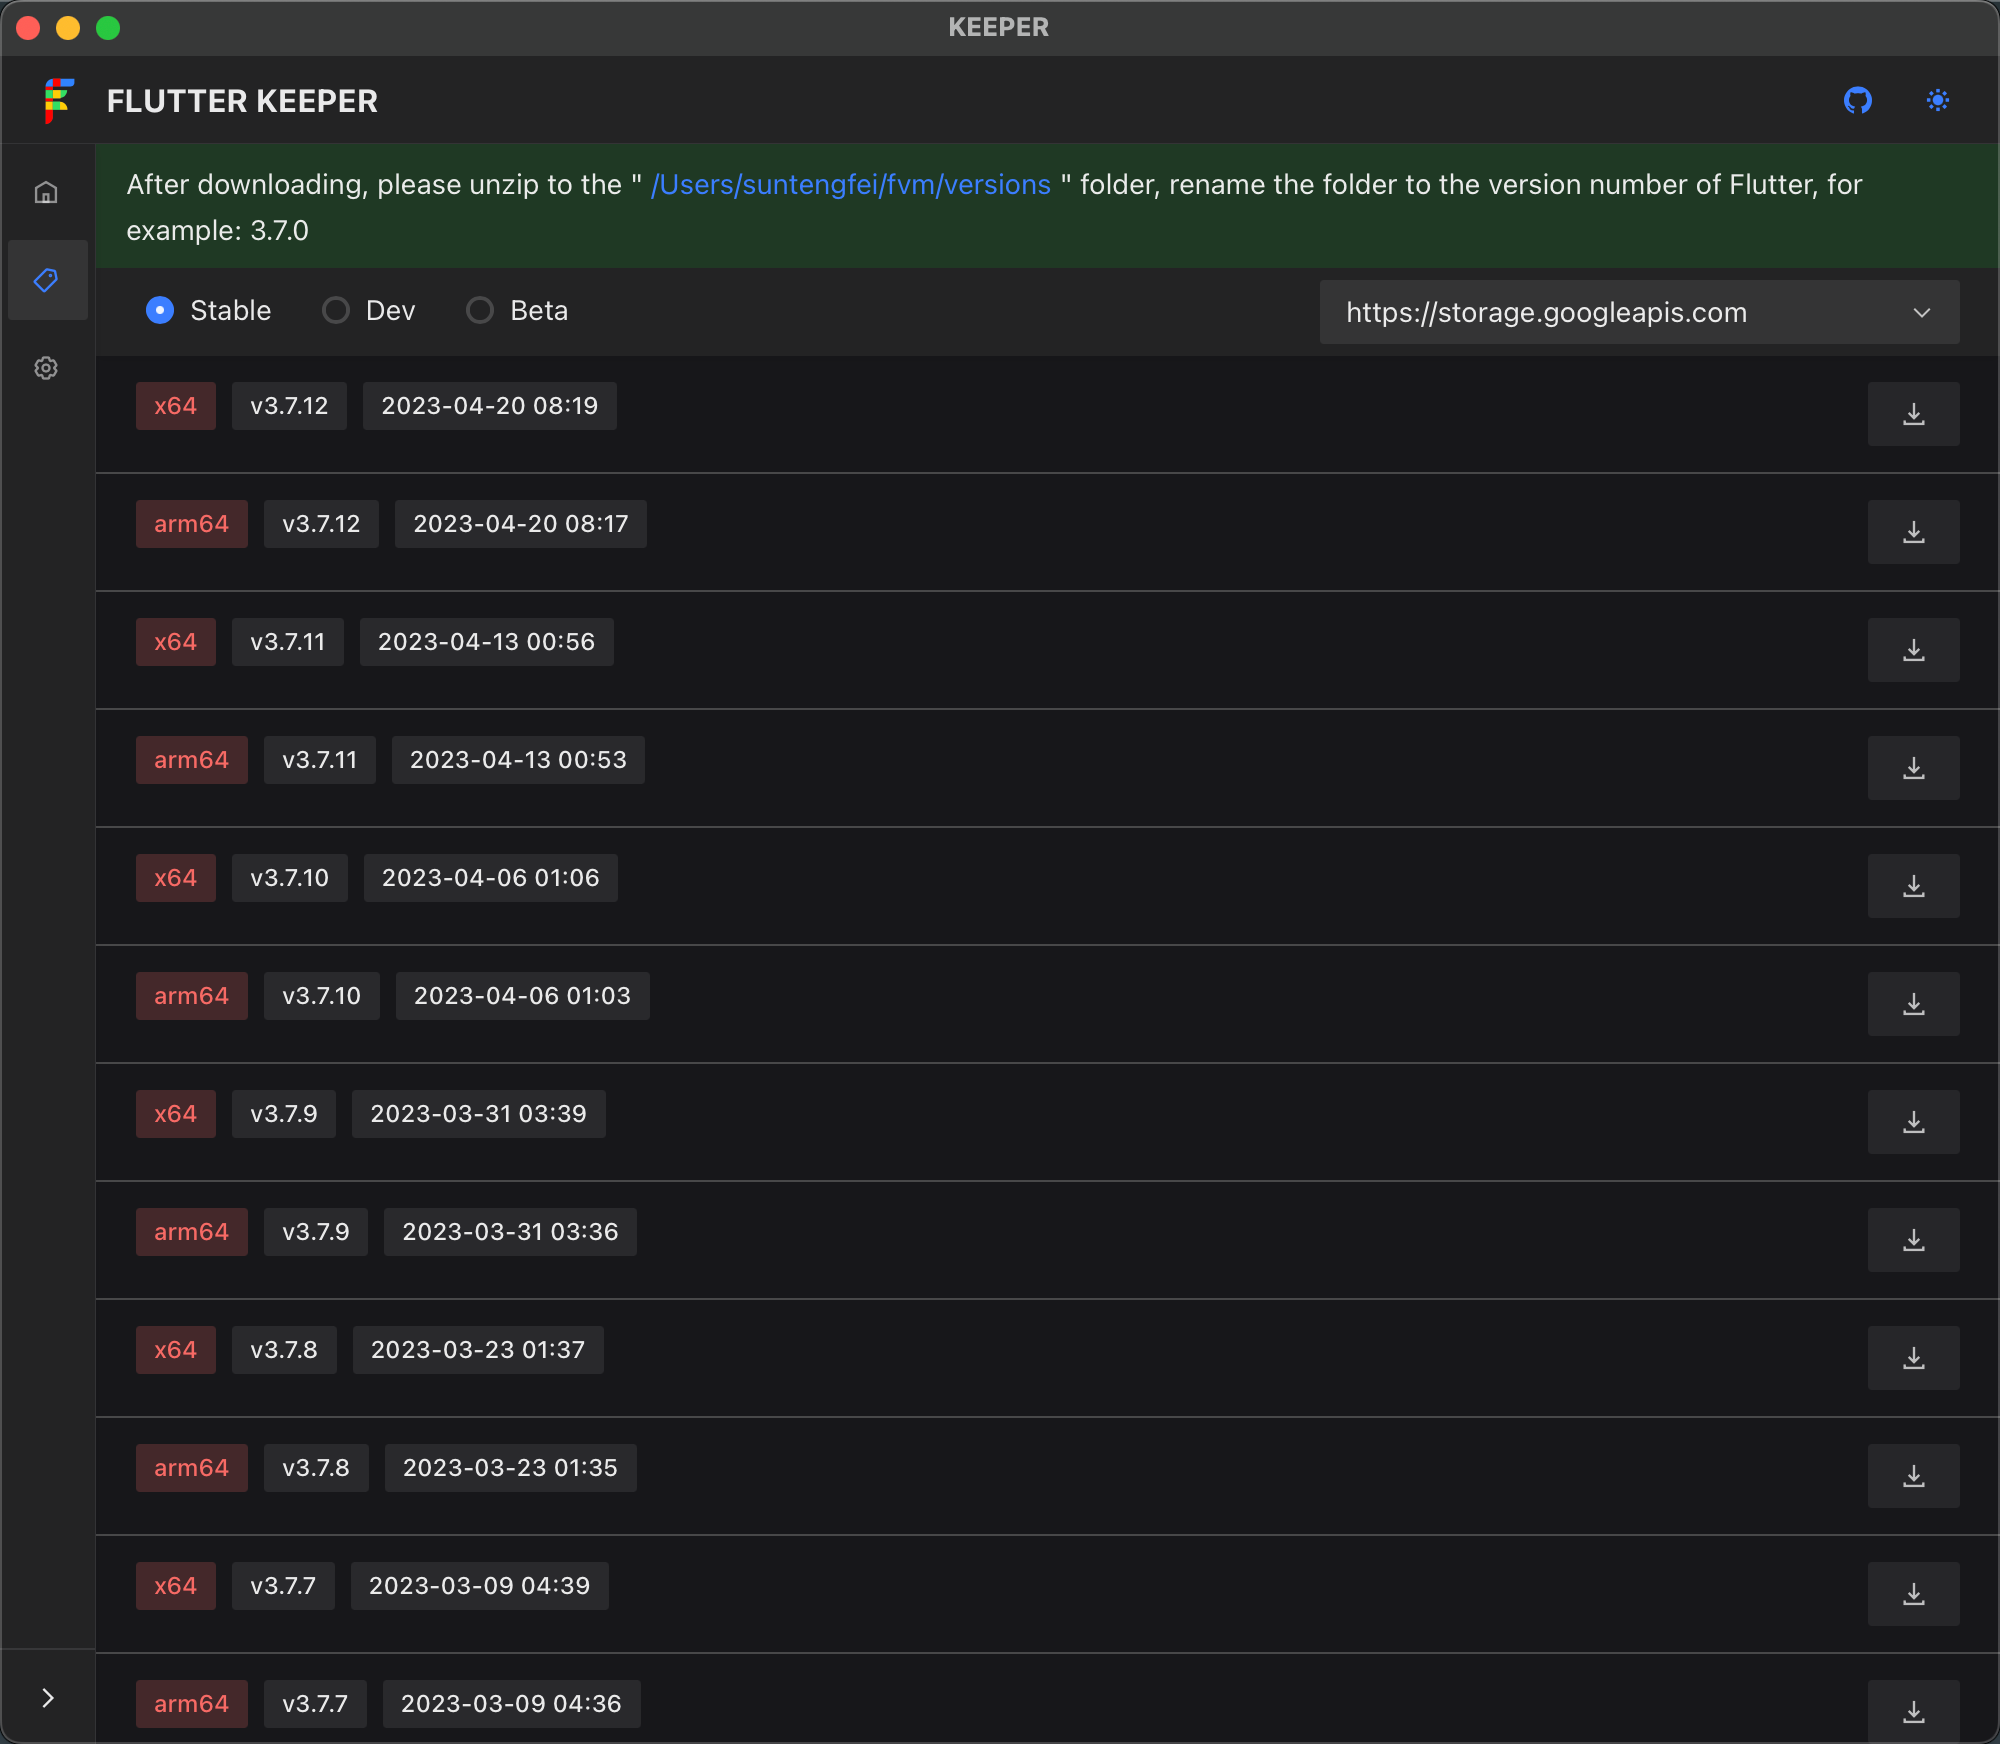 KEEPER
FLUTTER KEEPER
After downloading, please unzip to the " /Users/suntengfei/fvm/versions " folder, rename the folder to the version number of Flutter, for
example: 3.7.0
Stable Dev Beta https://storage.googleapis.com
x64 v3.7.12 2023-04-20 08:19
arm64 v3.7.12 2023-04-20 08:17
x64 v3.7.11 2023-04-13 00:56
arm64 v3.7.11 2023-04-13 00:53
x64 v3.7.10 2023-04-06 01:06
arm64 v3.7.10 2023-04-06 01:03
x64 v3.7.9 2023-03-31 03:39
arm64 v3.7.9 2023-03-31 03:36
x64 v3.7.8 2023-03-23 01:37
arm64 v3.7.8 2023-03-23 01:35
x64 v3.7.7 2023-03-09 04:39
arm64 v3.7.7 2023-03-09 04:36